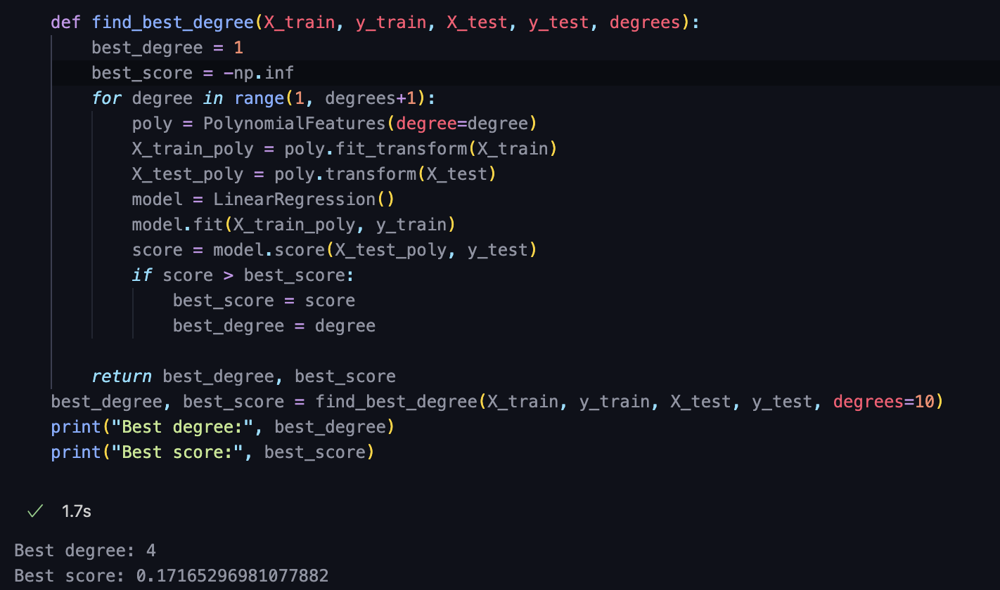 def find_best_degree(X_train, y_train, X_test, y_test, degrees):
    best_degree = 1
    best_score = -np.inf
    for degree in range(1, degrees+1):
        poly = PolynomialFeatures(degree=degree)
        X_train_poly = poly.fit_transform(X_train)
        X_test_poly = poly.transform(X_test)
        model = LinearRegression()
        model.fit(X_train_poly, y_train)
        score = model.score(X_test_poly, y_test)
        if score > best_score:
            best_score = score
            best_degree = degree

    return best_degree, best_score
best_degree, best_score = find_best_degree(X_train, y_train, X_test, y_test, degrees=10)
print("Best degree:", best_degree)
print("Best score:", best_score)
✓ 1.7s
Best degree: 4
Best score: 0.17165296981077882